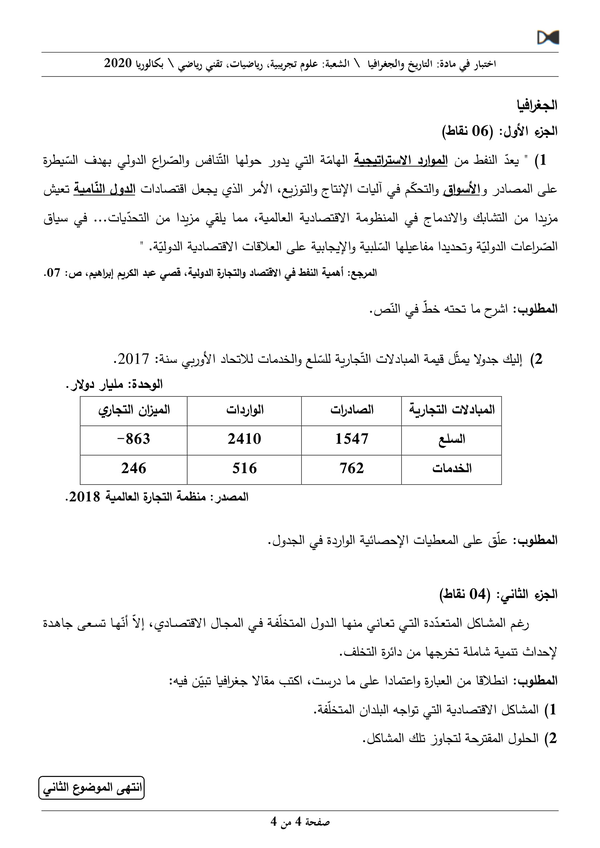 اختبار في مادة: التاريخ والجغرافيا \ الشعبة: علوم تجريبية، رياضيات، تقني رياضي \ بكالوريا 2020
الجغرافيا
الجزء الأول: (06 نقاط)
1) " يعدّ النفط من الموارد الاستراتيجية الهامّة التي يدور حولها التّنافس والصّراع الدولي بهدف السّيطرة
على المصادر والأسواق والتحكّم في آليات الإنتاج والتوزيع، الأمر الذي يجعل اقتصادات الدول النّامية تعيش
مزيدا من التشابك والاندماج في المنظومة الاقتصادية العالمية، مما يلقي مزيدا من التحدّيات... في سياق
الصّراعات الدوليّة وتحديدا مفاعيلها السّلبية والإيجابية على العلاقات الاقتصادية الدوليّة. "
المرجع: أهمية النفط في الاقتصاد والتجارة الدولية، قصي عبد الكريم إبراهيم، ص: 07.
المطلوب: اشرح ما تحته خطّ في النّص.
2) إليك جدولا يمثّل قيمة المبادلات التّجارية للسّلع والخدمات للاتحاد الأوربي سنة: 2017.
الوحدة: مليار دولار.
المبادلات التجارية الصادرات الواردات الميزان التجاري
السلع 1547 2410 -863
الخدمات 762 516 246
المصدر: منظمة التجارة العالمية 2018.
المطلوب: علّق على المعطيات الإحصائية الواردة في الجدول.
الجزء الثاني: (04 نقاط)
رغم المشاكل المتعدّدة التي تعاني منها الدول المتخلّفة في المجال الاقتصادي، إلاّ أنّها تسعى جاهدة
لإحداث تنمية شاملة تخرجها من دائرة التخلف.
المطلوب: انطلاقا من العبارة واعتمادا على ما درست، اكتب مقالا جغرافيا تبيّن فيه:
1) المشاكل الاقتصادية التي تواجه البلدان المتخلّفة.
2) الحلول المقترحة لتجاوز تلك المشاكل.
انتهى الموضوع الثاني
صفحة 4 من 4